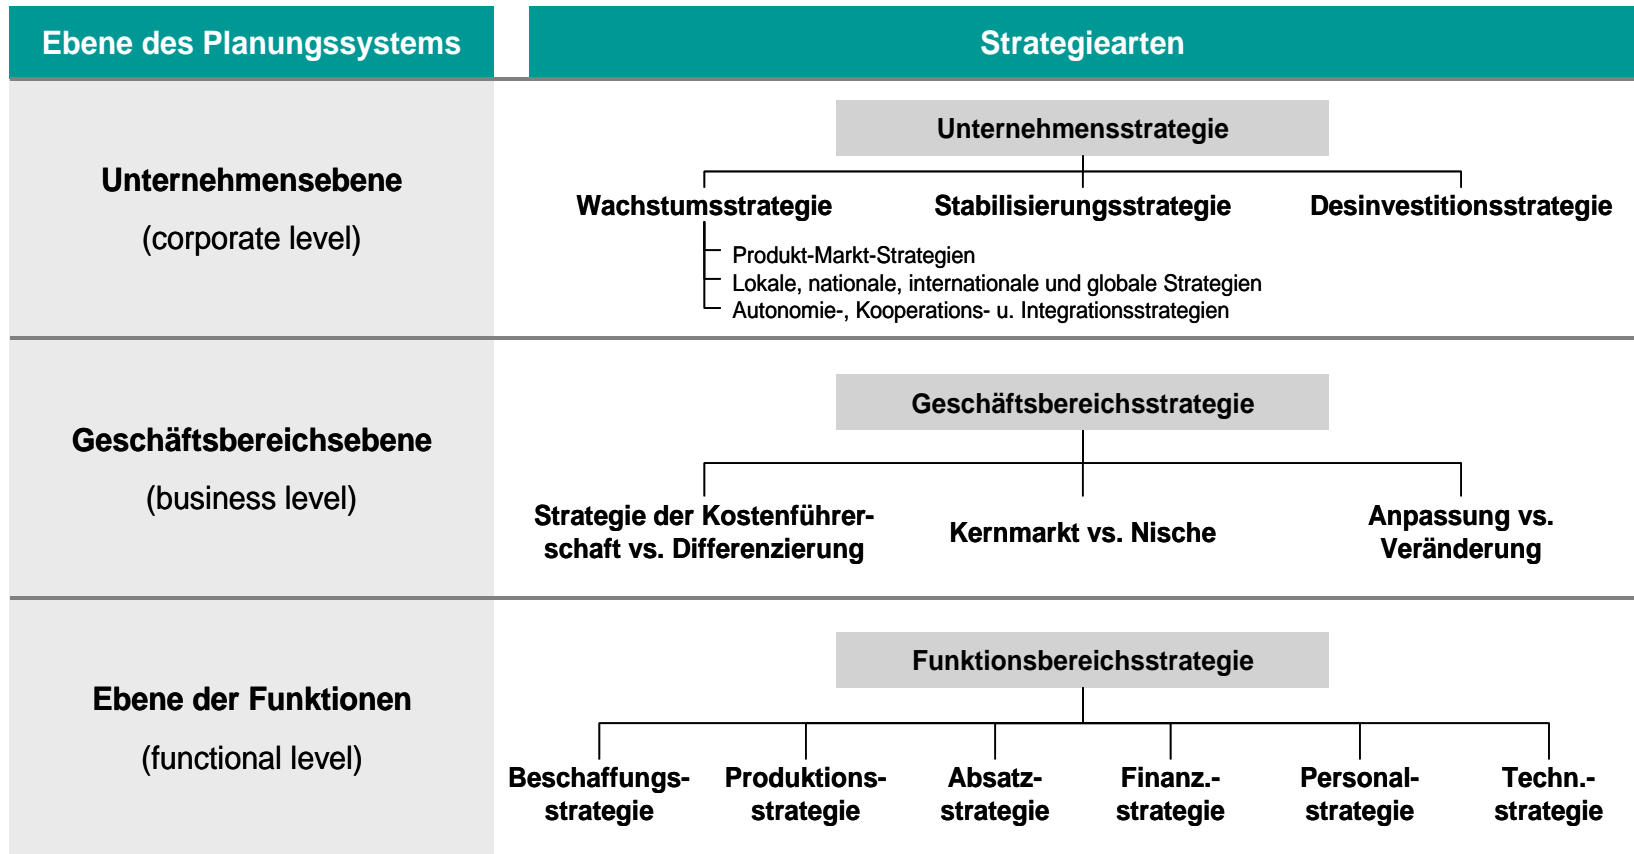 Ebene des Planungssystems
Strategiearten
Unternehmensebene
(corporate level)
Unternehmensstrategie
Wachstumsstrategie
Stabilisierungsstrategie
Desinvestitionsstrategie
Produkt-Markt-Strategien
Lokale, nationale, internationale und globale Strategien
Autonomie-, Kooperations- u. Integrationsstrategien
Geschäftsbereichsebene
(business level)
Geschäftsbereichsstrategie
Strategie der Kostenführer-
schaft vs. Differenzierung
Kernmarkt vs. Nische
Anpassung vs.
Veränderung
Ebene der Funktionen
(functional level)
Funktionsbereichsstrategie
Beschaffungs-
strategie
Produktions-
strategie
Absatz-
strategie
Finanz.-
strategie
Personal-
strategie
Techn.-
strategie